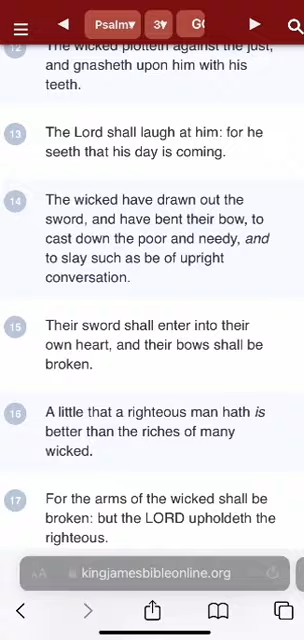 Psalm▾ 3▾ GO
12 The wicked plotteth against the just,
and gnasheth upon him with his
teeth.
13 The Lord shall laugh at him: for he
seeth that his day is coming.
14 The wicked have drawn out the
sword, and have bent their bow, to
cast down the poor and needy, and
to slay such as be of upright
conversation.
15 Their sword shall enter into their
own heart, and their bows shall be
broken.
16 A little that a righteous man hath is
better than the riches of many
wicked.
17 For the arms of the wicked shall be
broken: but the LORD upholdeth the
righteous.
AA kingjamesbibleonline.org